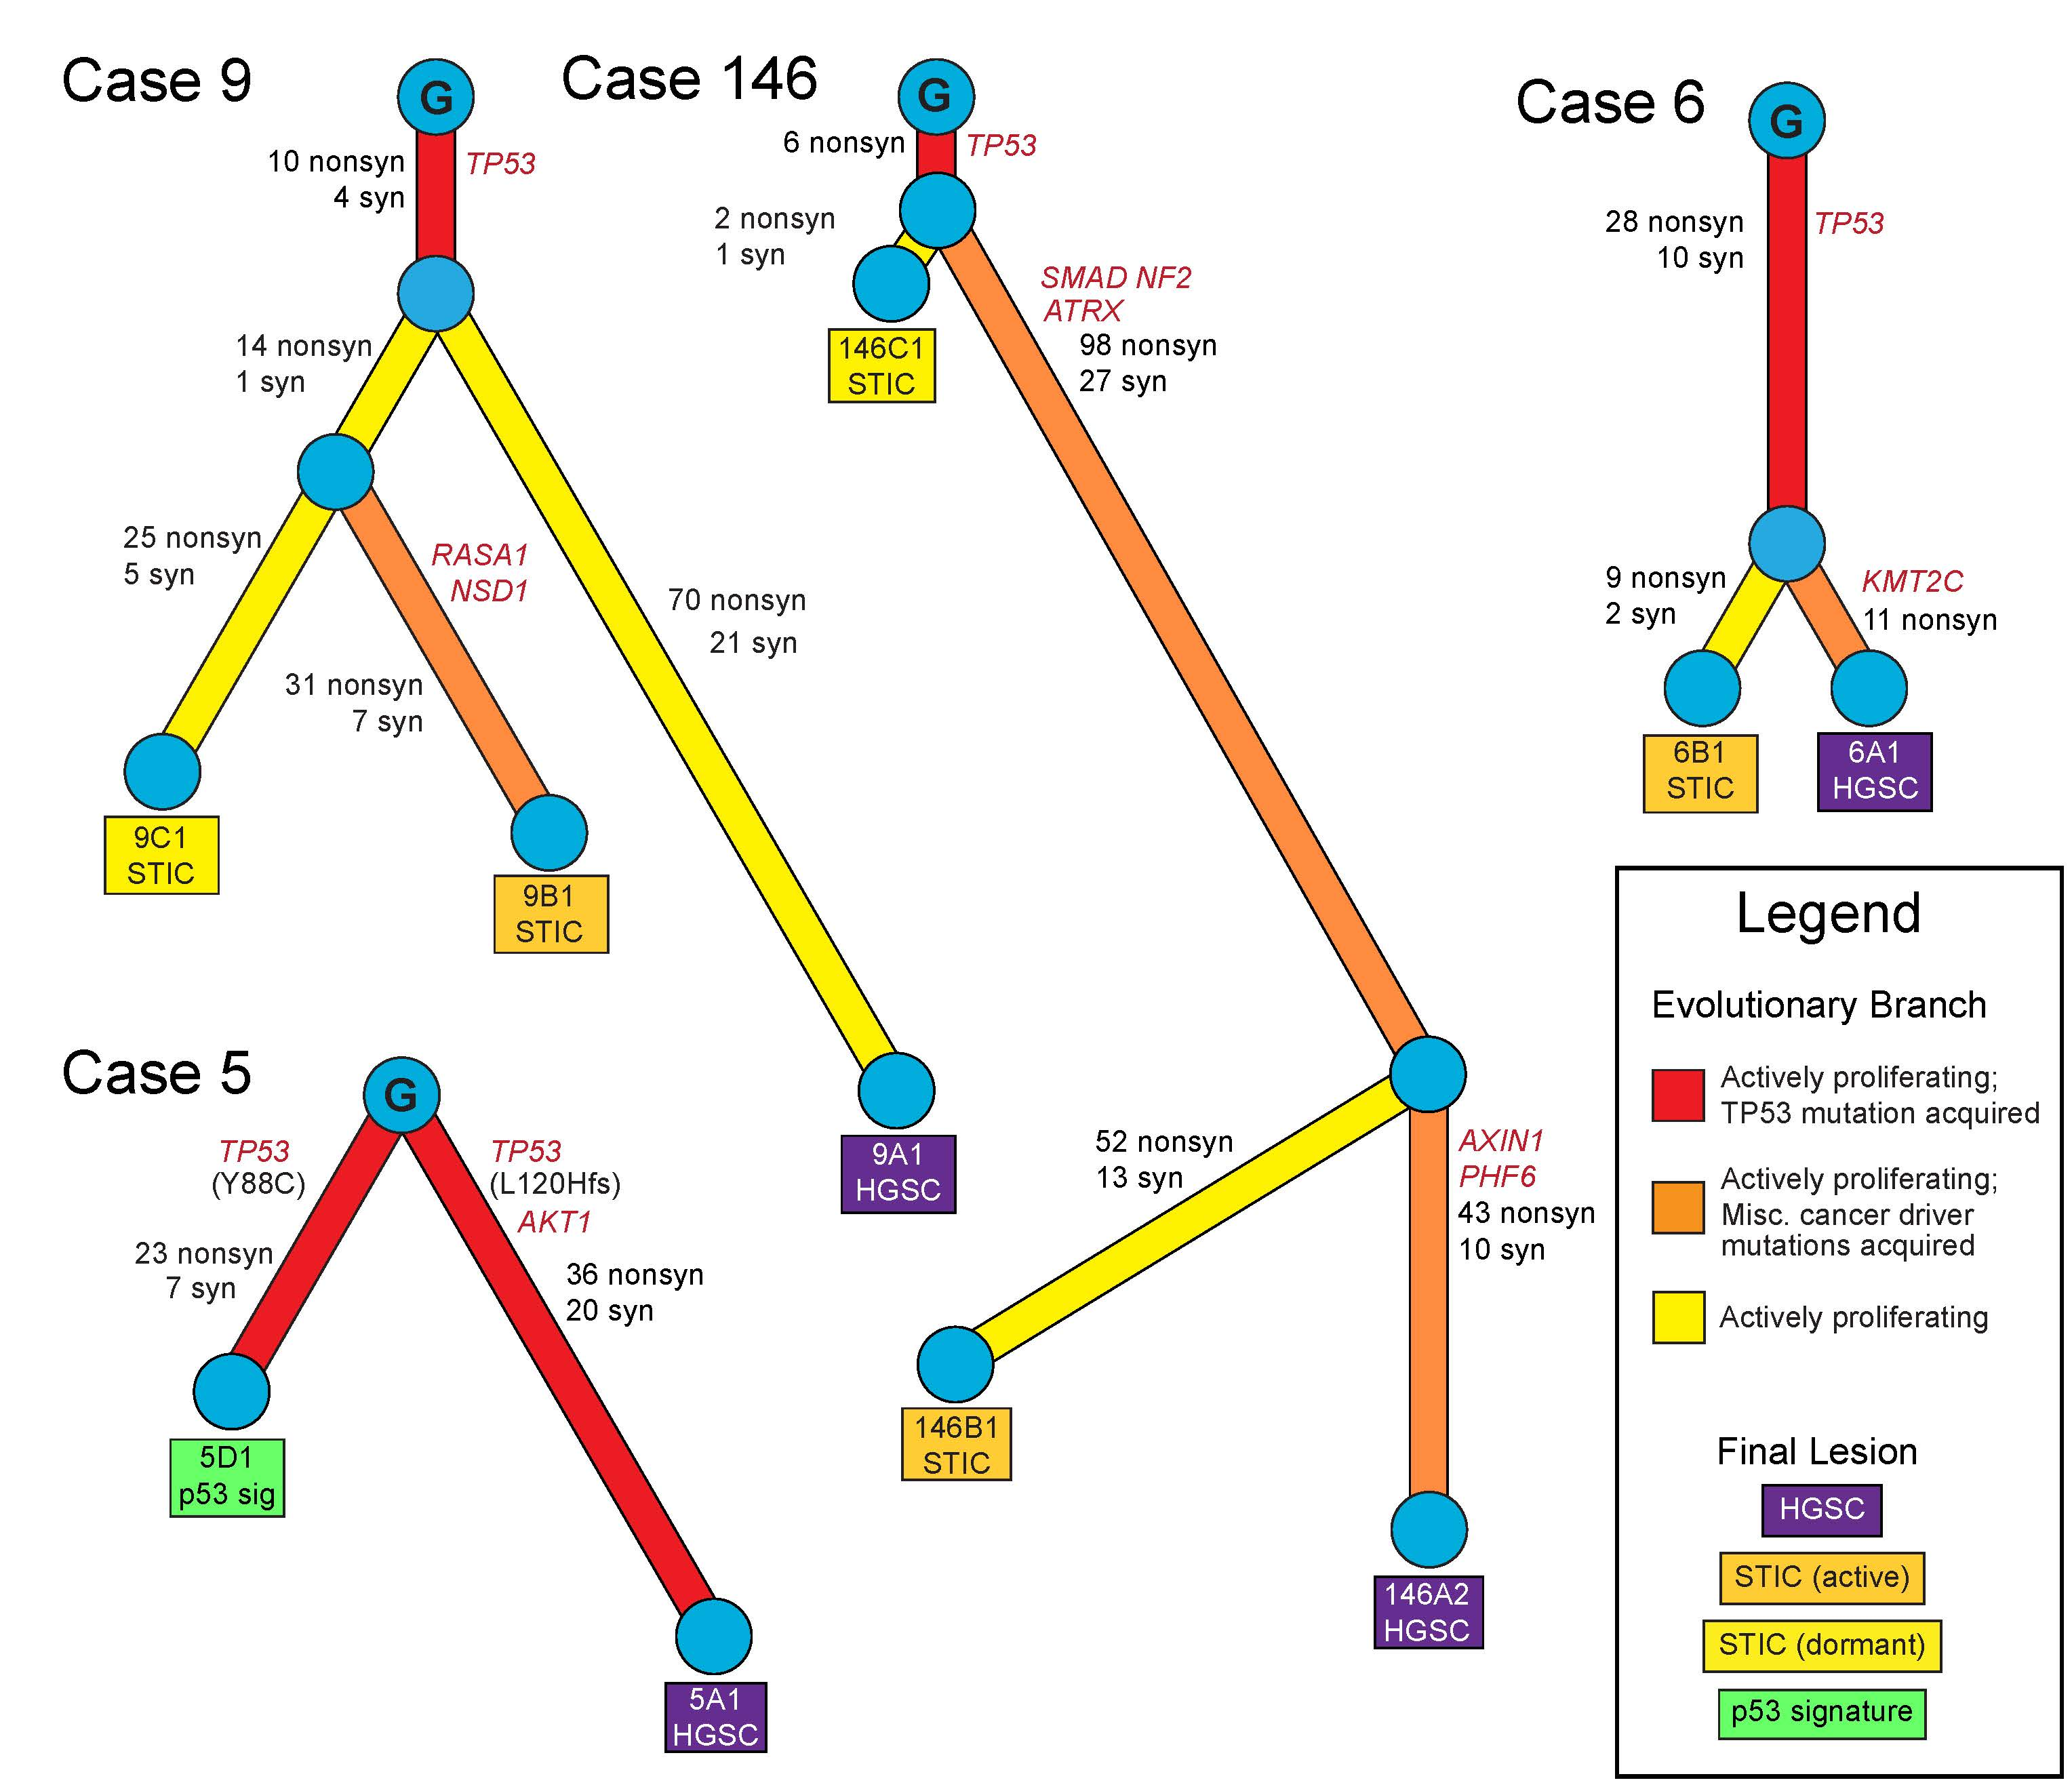 Case 9
G
10 nonsyn
4 syn
TP53
14 nonsyn
1 syn
25 nonsyn
5 syn
RASA1
NSD1
31 nonsyn
7 syn
70 nonsyn
21 syn
9C1
STIC
9B1
STIC
9A1
HGSC
Case 146
G
6 nonsyn
TP53
2 nonsyn
1 syn
146C1
STIC
SMAD NF2
ATRX
98 nonsyn
27 syn
52 nonsyn
13 syn
AXIN1
PHF6
43 nonsyn
10 syn
146B1
STIC
146A2
HGSC
Case 6
G
28 nonsyn
10 syn
TP53
9 nonsyn
2 syn
KMT2C
11 nonsyn
6B1
STIC
6A1
HGSC
Case 5
G
TP53
(Y88C)
23 nonsyn
7 syn
TP53
(L120Hfs)
AKT1
36 nonsyn
20 syn
5D1
p53 sig
5A1
HGSC
Legend
Evolutionary Branch
Actively proliferating;
TP53 mutation acquired
Actively proliferating;
Misc. cancer driver
mutations acquired
Actively proliferating
Final Lesion
HGSC
STIC (active)
STIC (dormant)
p53 signature